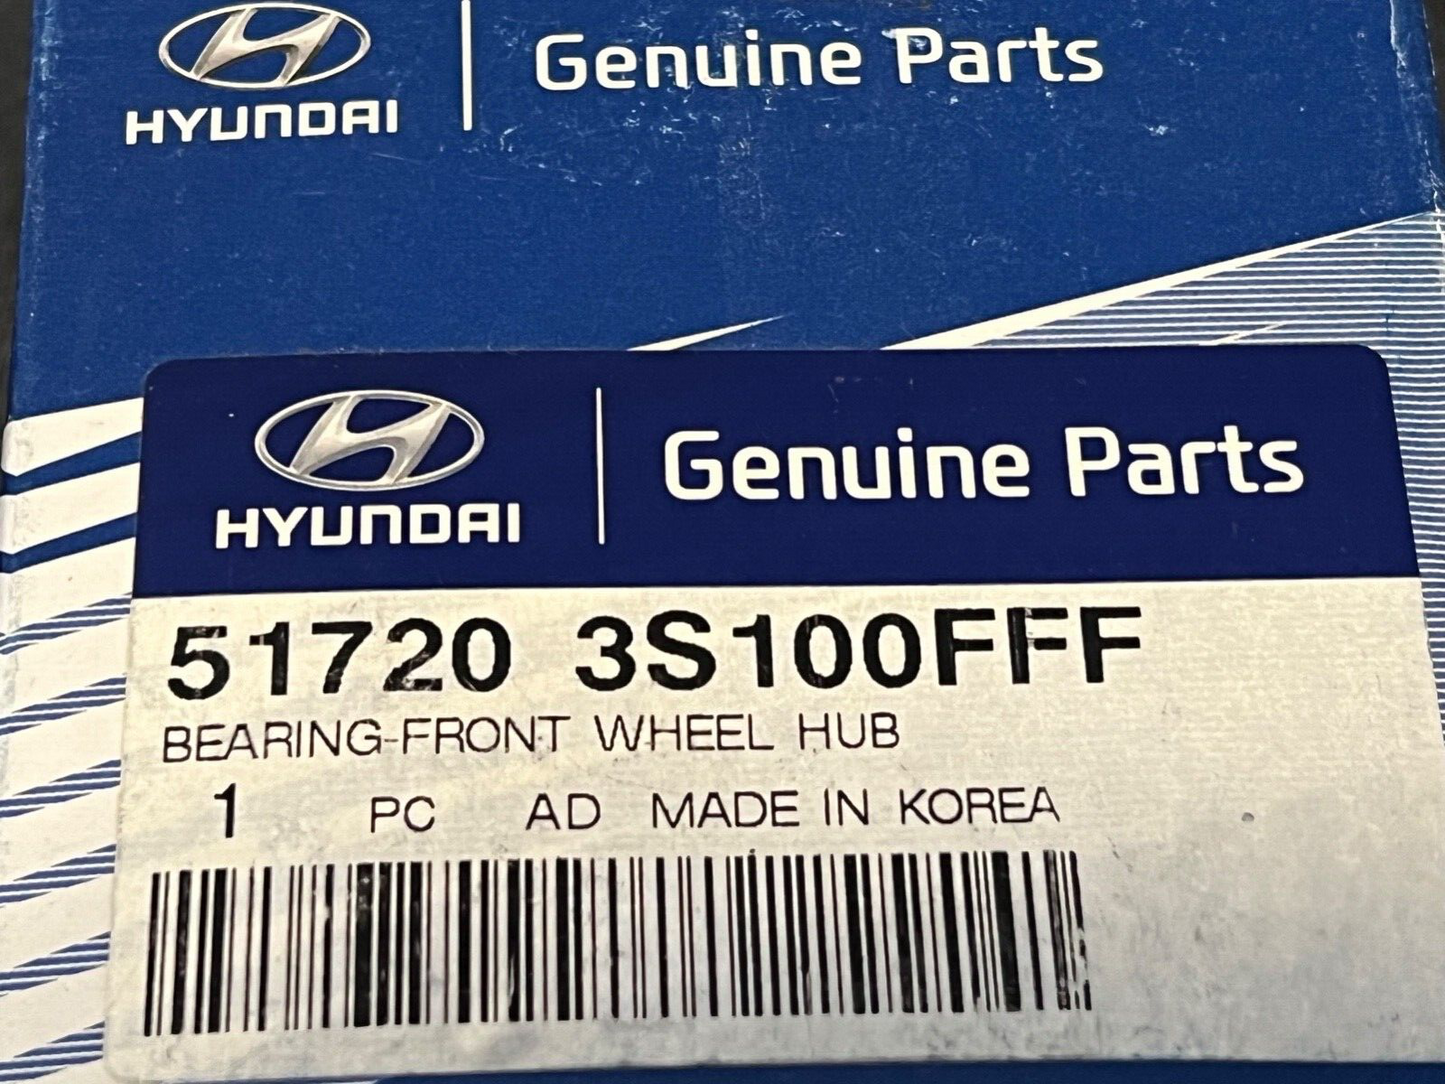 HYUNDAI Genuine Parts
HYUNDAI Genuine Parts
51720 3S100FFF
BEARING-FRONT WHEEL HUB
1 PC AD MADE IN KOREA